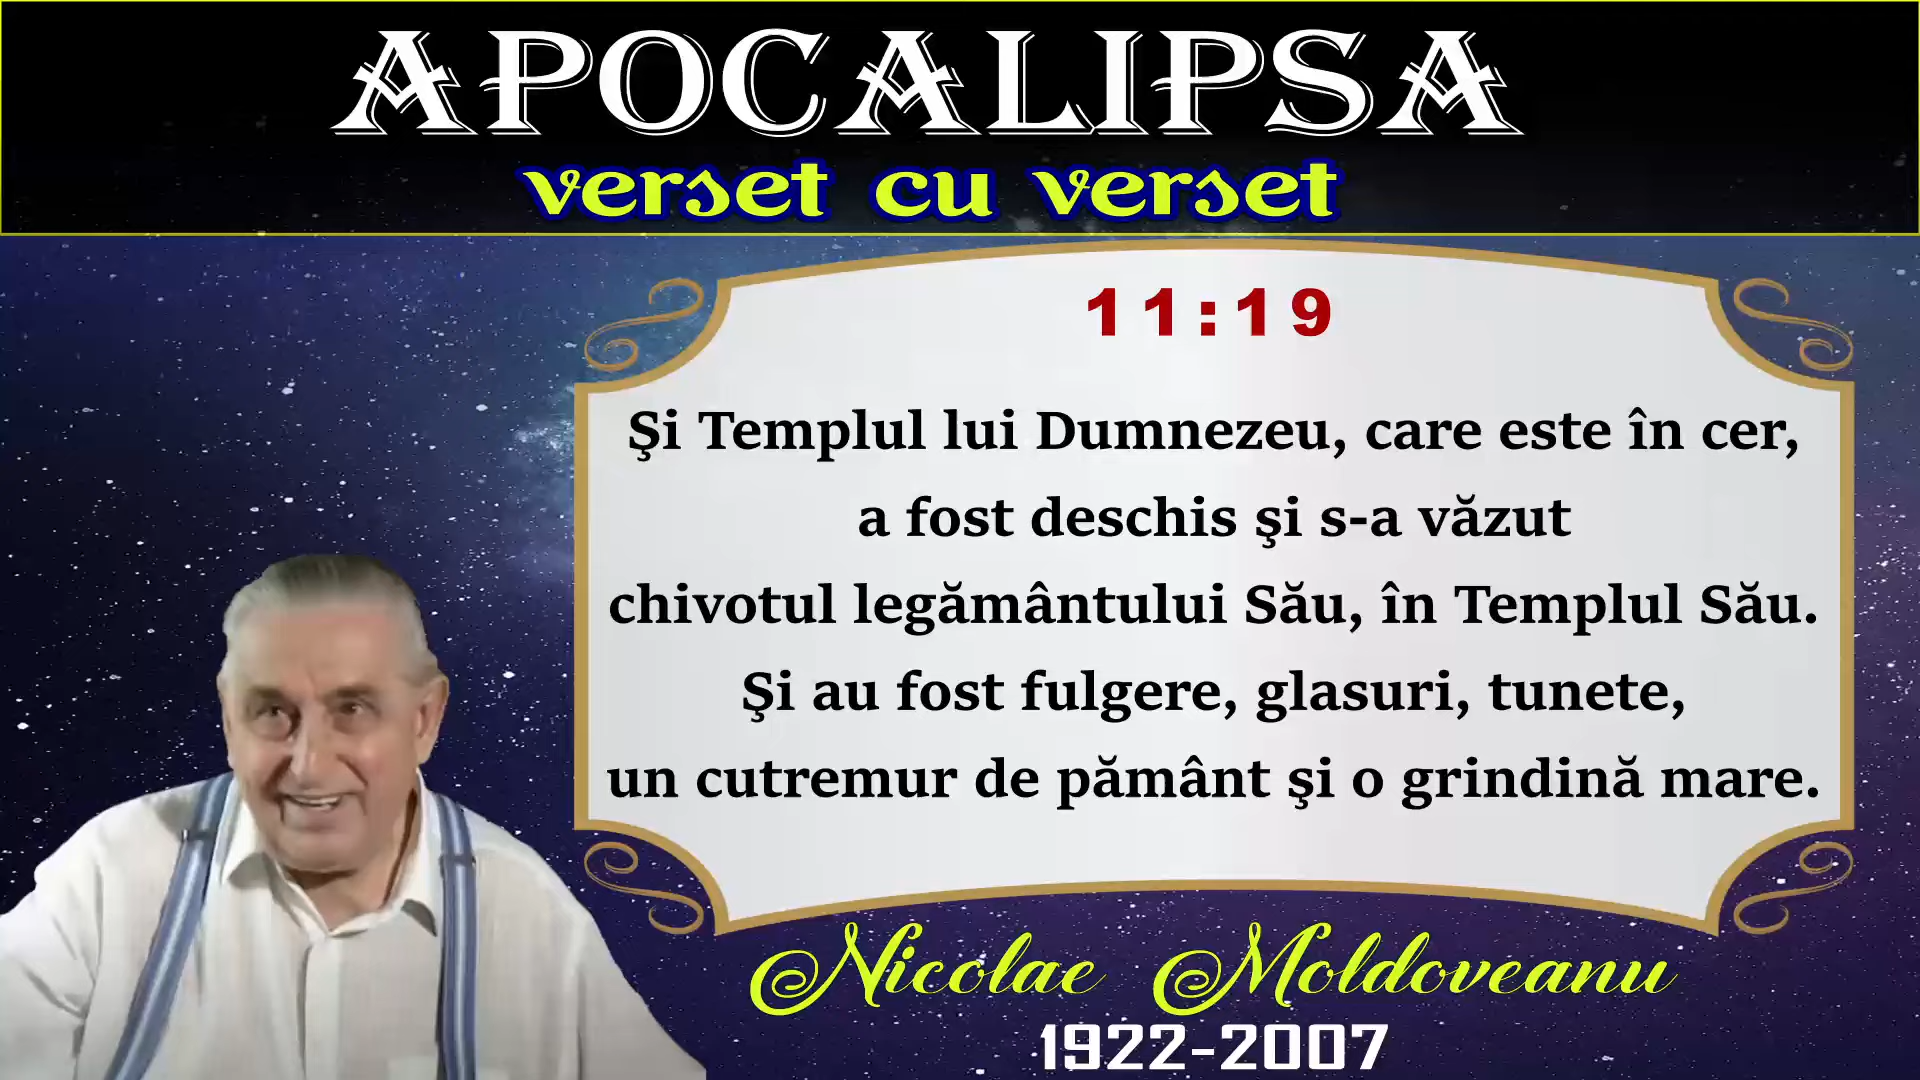 APOCALIPSA
verset cu verset
11:19
Şi Templul lui Dumnezeu, care este în cer,
a fost deschis şi s-a văzut
chivotul legământului Său, în Templul Său.
Şi au fost fulgere, glasuri, tunete,
un cutremur de pământ şi o grindină mare.
Nicolae Moldoveanu
1922-2007